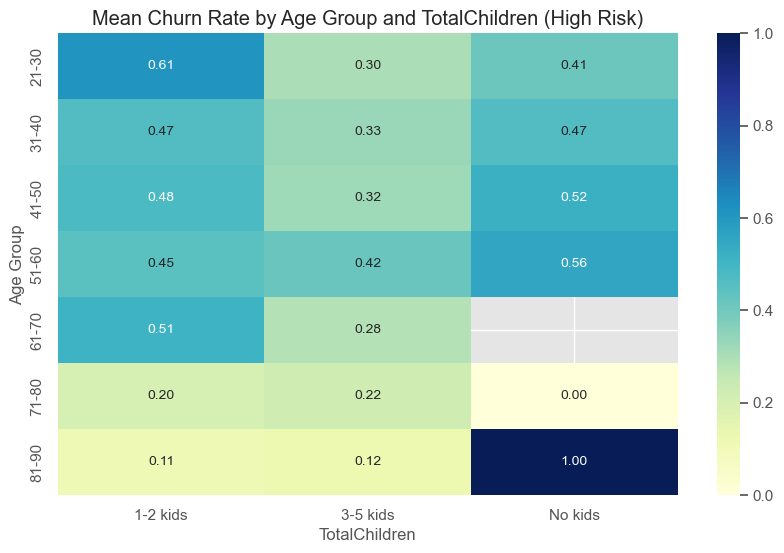 Mean Churn Rate by Age Group and TotalChildren (High Risk)
Age Group
21-30 0.61 0.30 0.41
31-40 0.47 0.33 0.47
41-50 0.48 0.32 0.52
51-60 0.45 0.42 0.56
61-70 0.51 0.28
71-80 0.20 0.22 0.00
81-90 0.11 0.12 1.00
1-2 kids 3-5 kids No kids
TotalChildren
1.0
0.8
0.6
0.4
0.2
0.0